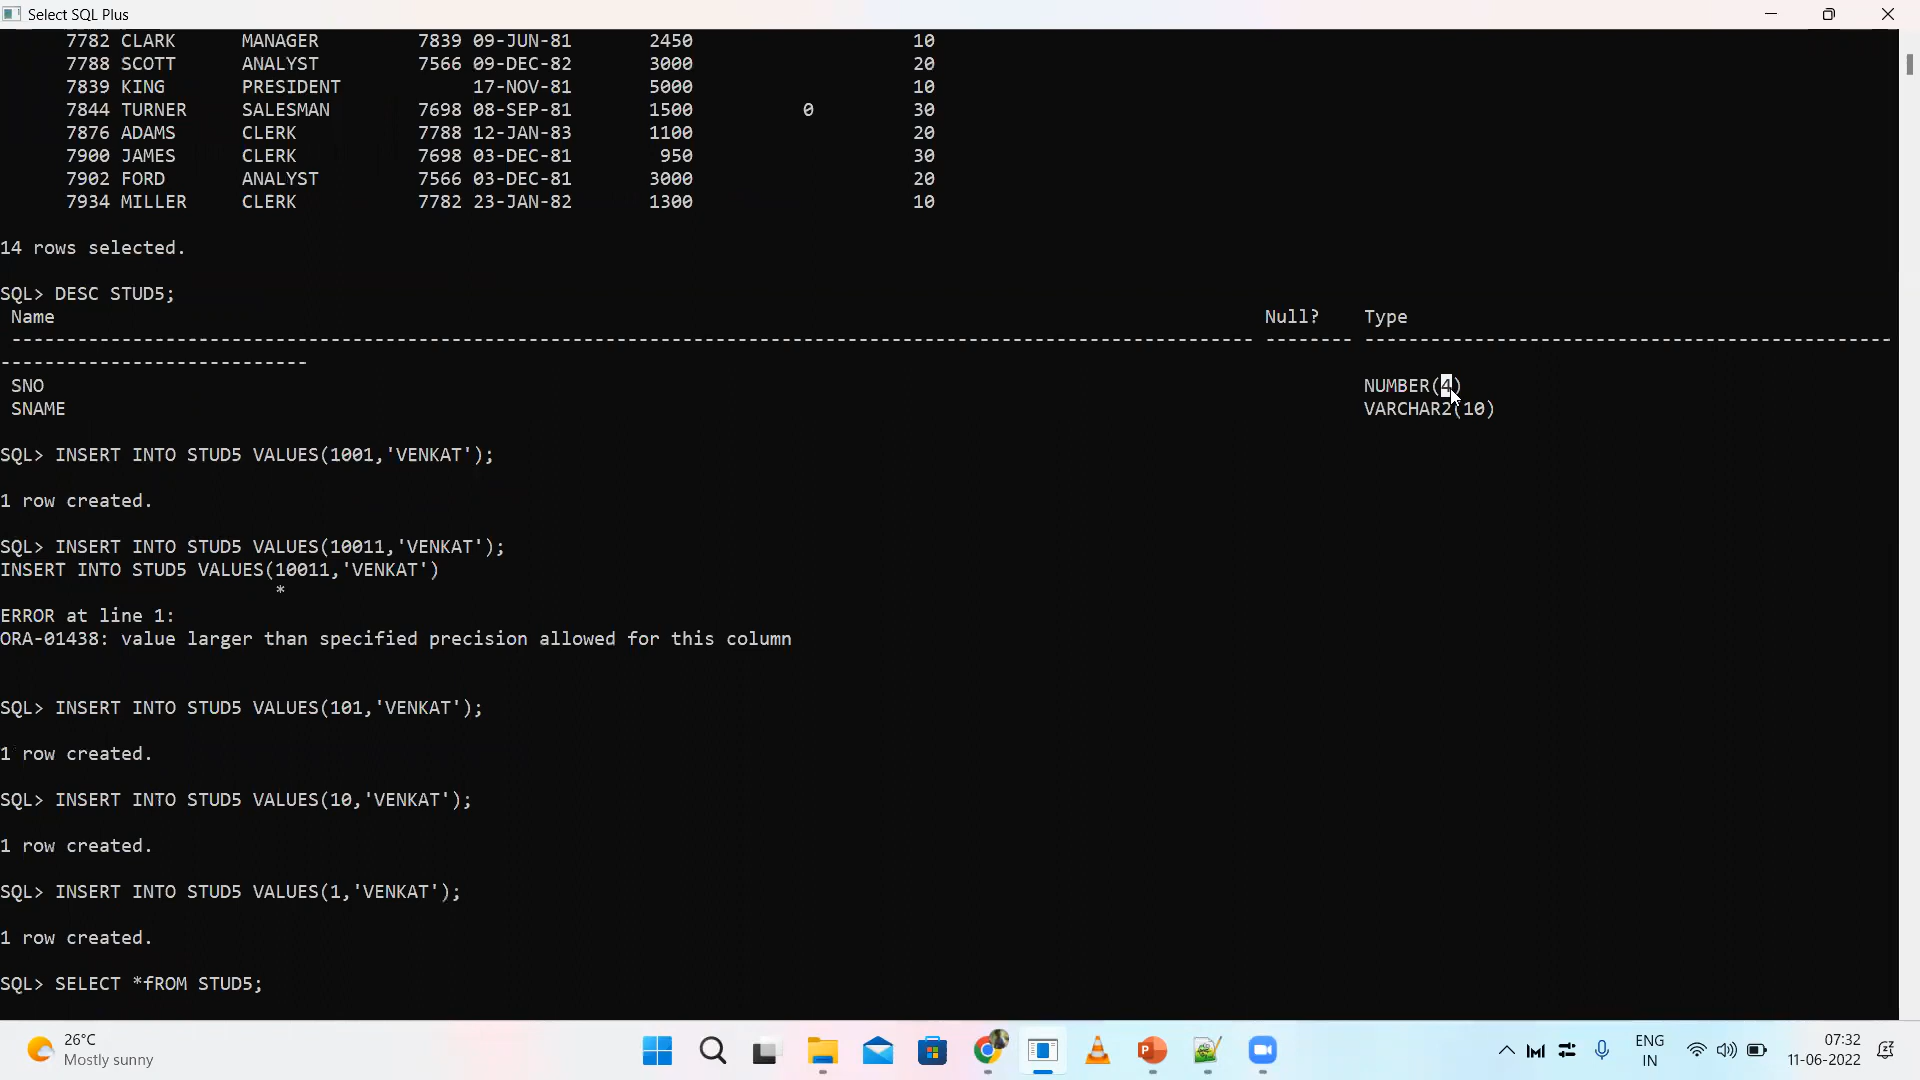 Select SQL Plus
7782 CLARK MANAGER 7839 09-JUN-81 2450 10
7788 SCOTT ANALYST 7566 09-DEC-82 3000 20
7839 KING PRESIDENT 17-NOV-81 5000 10
7844 TURNER SALESMAN 7698 08-SEP-81 1500 0 30
7876 ADAMS CLERK 7788 12-JAN-83 1100 20
7900 JAMES CLERK 7698 03-DEC-81 950 30
7902 FORD ANALYST 7566 03-DEC-81 3000 20
7934 MILLER CLERK 7782 23-JAN-82 1300 10
14 rows selected.
SQL> DESC STUD5;
Name Null? Type
SNO NUMBER(4)
SNAME VARCHAR2(10)
SQL> INSERT INTO STUD5 VALUES(1001,'VENKAT');
1 row created.
SQL> INSERT INTO STUD5 VALUES(10011,'VENKAT');
INSERT INTO STUD5 VALUES(10011,'VENKAT')
*
ERROR at line 1:
ORA-01438: value larger than specified precision allowed for this column
SQL> INSERT INTO STUD5 VALUES(101,'VENKAT');
1 row created.
SQL> INSERT INTO STUD5 VALUES(10,'VENKAT');
1 row created.
SQL> INSERT INTO STUD5 VALUES(1,'VENKAT');
1 row created.
SQL> SELECT *fROM STUD5;
26°C
Mostly sunny
ENG
IN
07:32
11-06-2022